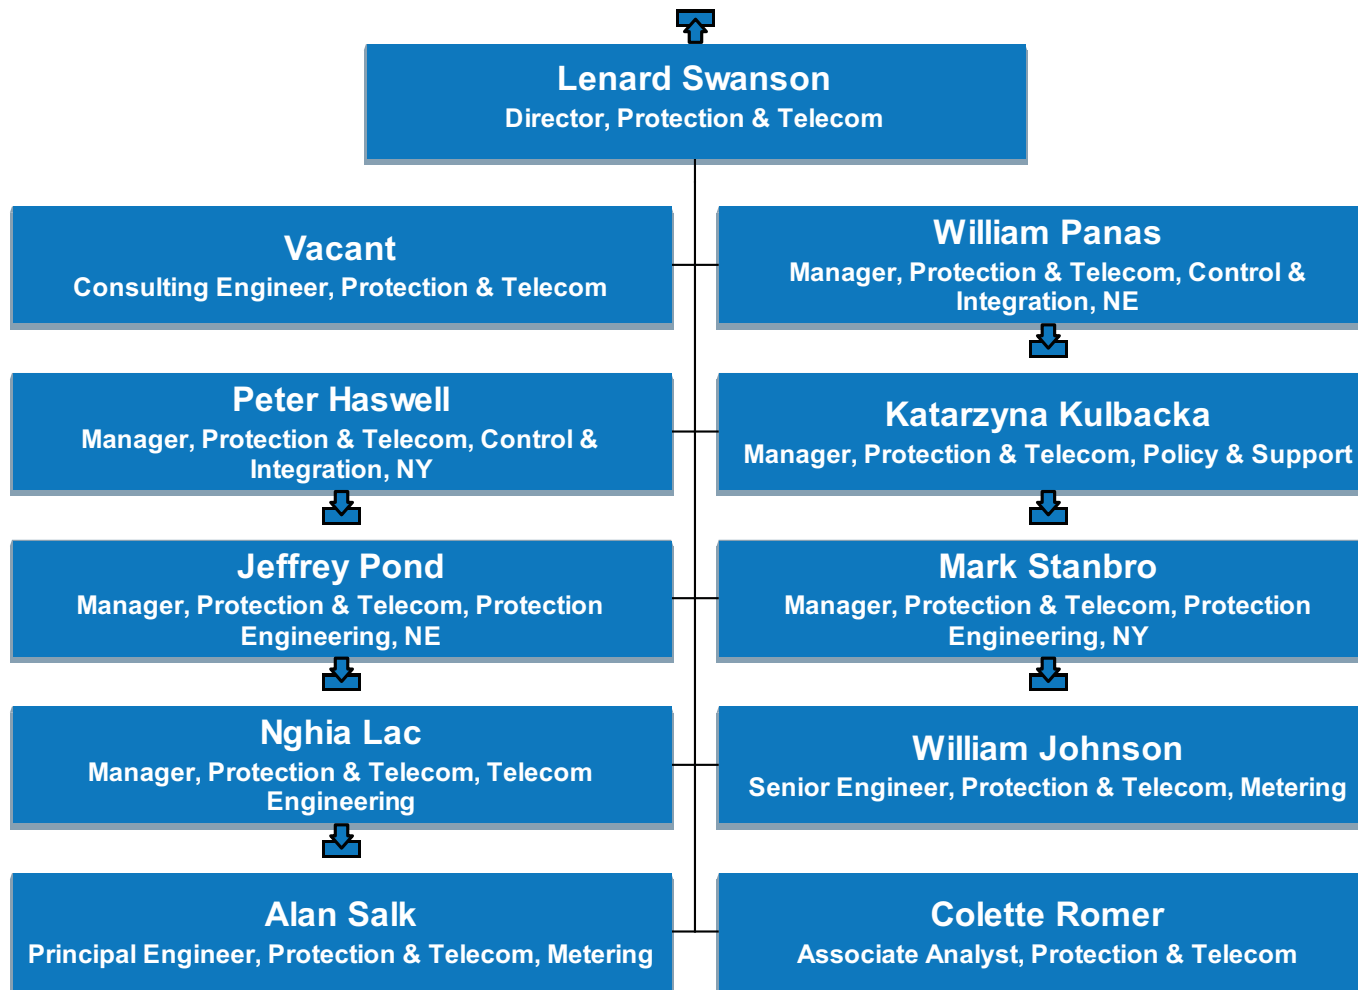 Lenard Swanson
Director, Protection & Telecom
Vacant
Consulting Engineer, Protection & Telecom
William Panas
Manager, Protection & Telecom, Control &
Integration, NE
Peter Haswell
Manager, Protection & Telecom, Control &
Integration, NY
Katarzyna Kulbacka
Manager, Protection & Telecom, Policy & Support
Jeffrey Pond
Manager, Protection & Telecom, Protection
Engineering, NE
Mark Stanbro
Manager, Protection & Telecom, Protection
Engineering, NY
Nghia Lac
Manager, Protection & Telecom, Telecom
Engineering
William Johnson
Senior Engineer, Protection & Telecom, Metering
Alan Salk
Principal Engineer, Protection & Telecom, Metering
Colette Romer
Associate Analyst, Protection & Telecom